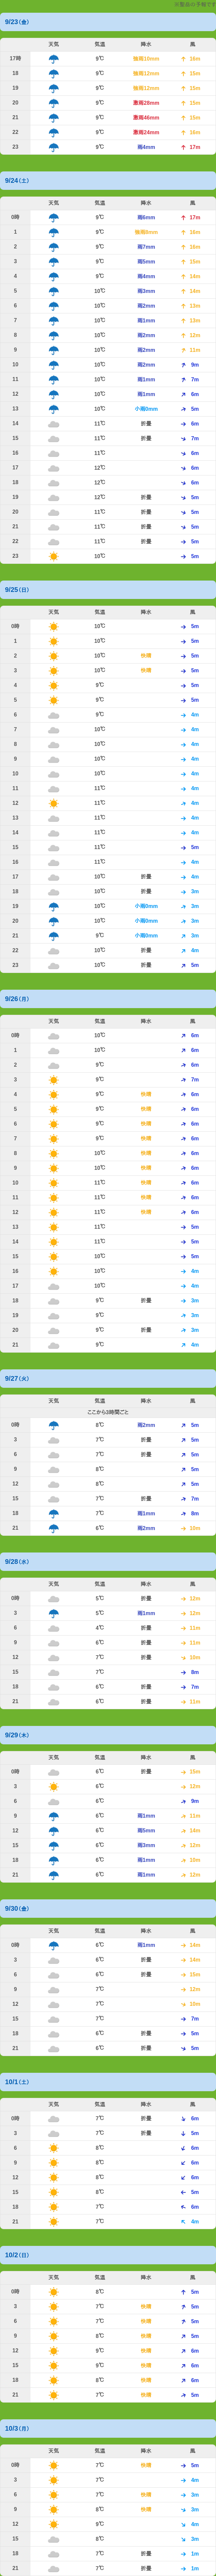 9/23(金)
天気 気温 降水 風
17時 9℃ 強雨10mm 16m
18 9℃ 強雨12mm 15m
19 9℃ 強雨12mm 15m
20 9℃ 激雨28mm 15m
21 9℃ 激雨46mm 15m
22 9℃ 激雨24mm 16m
23 9℃ 雨4mm 17m
9/24(土)
天気 気温 降水 風
0時 9℃ 雨6mm 17m
1 9℃ 強雨8mm 16m
2 9℃ 雨7mm 16m
3 9℃ 雨5mm 15m
4 9℃ 雨4mm 14m
5 10℃ 雨3mm 14m
6 10℃ 雨2mm 13m
7 10℃ 雨1mm 13m
8 10℃ 雨2mm 12m
9 10℃ 雨2mm 11m
10 10℃ 雨2mm 9m
11 10℃ 雨1mm 7m
12 10℃ 雨1mm 6m
13 10℃ 小雨0mm 5m
14 11℃ 折畳 6m
15 11℃ 折畳 7m
16 11℃ 6m
17 12℃ 6m
18 12℃ 6m
19 12℃ 折畳 5m
20 11℃ 折畳 5m
21 11℃ 折畳 5m
22 11℃ 折畳 5m
23 10℃ 5m
9/25(日)
天気 気温 降水 風
0時 10℃ 5m
1 10℃ 5m
2 10℃ 快晴 5m
3 10℃ 快晴 5m
4 9℃ 5m
5 9℃ 5m
6 9℃ 4m
7 10℃ 4m
8 10℃ 4m
9 10℃ 4m
10 10℃ 4m
11 11℃ 4m
12 11℃ 4m
13 11℃ 4m
14 11℃ 4m
15 11℃ 5m
16 11℃ 4m
17 10℃ 折畳 4m
18 10℃ 折畳 3m
19 10℃ 小雨0mm 3m
20 10℃ 小雨0mm 3m
21 9℃ 小雨0mm 3m
22 10℃ 折畳 4m
23 10℃ 折畳 5m
9/26(月)
天気 気温 降水 風
0時 10℃ 6m
1 10℃ 6m
2 9℃ 6m
3 9℃ 7m
4 9℃ 快晴 6m
5 9℃ 快晴 6m
6 9℃ 快晴 6m
7 9℃ 快晴 6m
8 10℃ 快晴 6m
9 10℃ 快晴 6m
10 11℃ 快晴 6m
11 11℃ 快晴 6m
12 11℃ 快晴 6m
13 11℃ 5m
14 11℃ 5m
15 10℃ 5m
16 10℃ 4m
17 10℃ 4m
18 9℃ 折畳 3m
19 9℃ 3m
20 9℃ 折畳 3m
21 9℃ 4m
9/27(火)
天気 気温 降水 風
ここから3時間ごと
0時 8℃ 雨2mm 5m
3 7℃ 折畳 5m
6 7℃ 折畳 5m
9 8℃ 5m
12 8℃ 5m
15 7℃ 折畳 7m
18 7℃ 雨1mm 8m
21 6℃ 雨2mm 10m
9/28(水)
天気 気温 降水 風
0時 5℃ 折畳 12m
3 5℃ 雨1mm 12m
6 4℃ 折畳 11m
9 6℃ 折畳 11m
12 7℃ 折畳 10m
15 7℃ 8m
18 6℃ 折畳 7m
21 6℃ 折畳 11m
9/29(木)
天気 気温 降水 風
0時 6℃ 折畳 15m
3 6℃ 12m
6 6℃ 9m
9 6℃ 雨1mm 11m
12 6℃ 雨5mm 14m
15 6℃ 雨3mm 12m
18 6℃ 雨1mm 10m
21 6℃ 雨1mm 12m
9/30(金)
天気 気温 降水 風
0時 6℃ 雨1mm 14m
3 6℃ 折畳 14m
6 6℃ 折畳 15m
9 7℃ 12m
12 7℃ 10m
15 7℃ 7m
18 6℃ 折畳 5m
21 6℃ 折畳 5m
10/1(土)
天気 気温 降水 風
0時 7℃ 折畳 6m
3 7℃ 折畳 5m
6 8℃ 6m
9 8℃ 6m
12 8℃ 6m
15 8℃ 5m
18 7℃ 6m
21 7℃ 4m
10/2(日)
天気 気温 降水 風
0時 8℃ 5m
3 7℃ 快晴 5m
6 7℃ 快晴 5m
9 8℃ 快晴 5m
12 9℃ 快晴 6m
15 9℃ 快晴 6m
18 8℃ 快晴 6m
21 7℃ 快晴 5m
10/3(月)
天気 気温 降水 風
0時 7℃ 快晴 5m
3 7℃ 4m
6 7℃ 快晴 3m
9 8℃ 快晴 3m
12 9℃ 4m
15 8℃ 3m
18 7℃ 折畳 1m
21 7℃ 折畳 1m